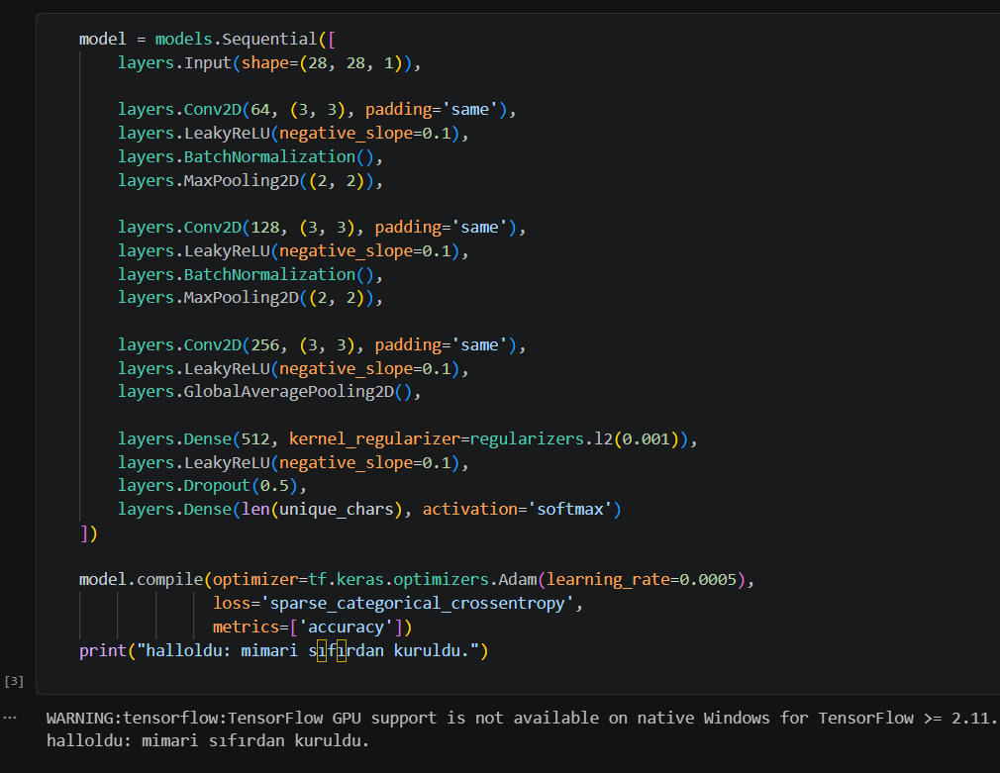 model = models.Sequential([
layers.Input(shape=(28, 28, 1)),
layers.Conv2D(64, (3, 3), padding='same'),
layers.LeakyReLU(negative_slope=0.1),
layers.BatchNormalization(),
layers.MaxPooling2D((2, 2)),
layers.Conv2D(128, (3, 3), padding='same'),
layers.LeakyReLU(negative_slope=0.1),
layers.BatchNormalization(),
layers.MaxPooling2D((2, 2)),
layers.Conv2D(256, (3, 3), padding='same'),
layers.LeakyReLU(negative_slope=0.1),
layers.GlobalAveragePooling2D(),
layers.Dense(512, kernel_regularizer=regularizers.l2(0.001)),
layers.LeakyReLU(negative_slope=0.1),
layers.Dropout(0.5),
layers.Dense(len(unique_chars), activation='softmax')
])
model.compile(optimizer=tf.keras.optimizers.Adam(learning_rate=0.0005),
loss='sparse_categorical_crossentropy',
metrics=['accuracy'])
print("halloldu: mimari sıfırdan kuruldu.")
[3]
... WARNING:tensorflow:TensorFlow GPU support is not available on native Windows for TensorFlow >= 2.11.
halloldu: mimari sıfırdan kuruldu.